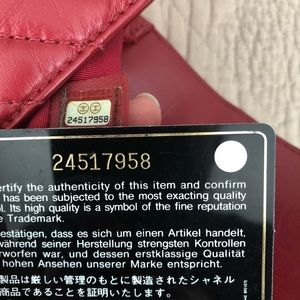 24517958
24517958
ertify the authenticity of this item and confirm
has been subjected to the most exacting quality
ol. Its high quality is a symbol of the fine reputation
e Trademark.
estätigen, dass es sich um einen Artikel handelt,
während seiner Herstellung strengsten Kontrollen
worfen war, und dessen erstklassige Qualität
hohen Ansehen unserer Marke entspricht.
製品は厳しい管理のもとに製造されたシャネル
商品であることを証明いたします。